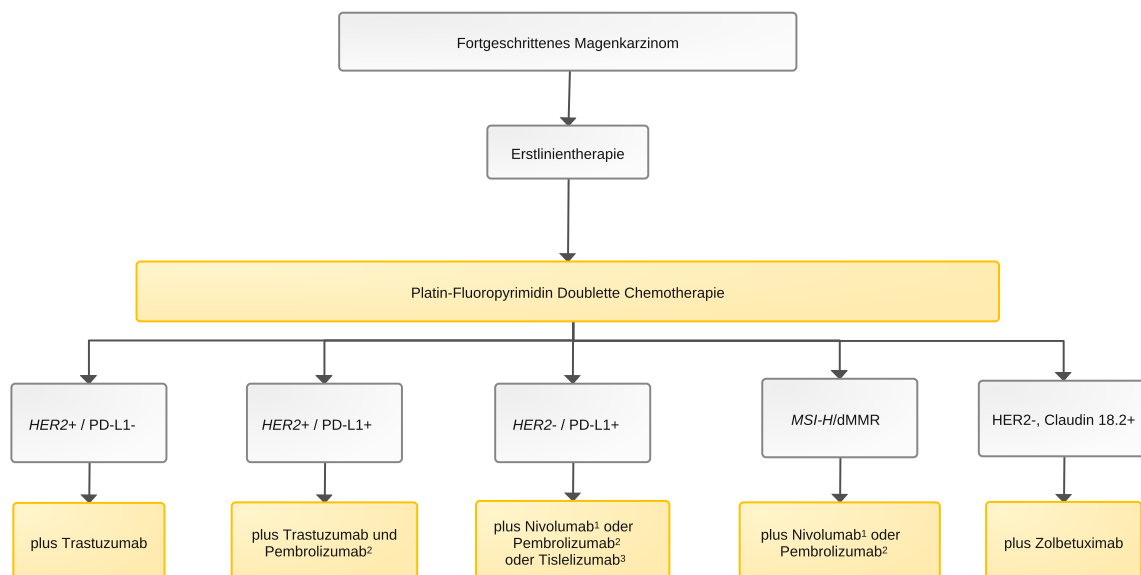 Fortgeschrittenes Magenkarzinom
Erstlinientherapie
Platin-Fluoropyrimidin Doublette Chemotherapie
HER2+ / PD-L1-
HER2+ / PD-L1+
HER2- / PD-L1+
MSI-H/dMMR
HER2-, Claudin 18.2+
plus Trastuzumab
plus Trastuzumab und
Pembrolizumab²
plus Nivolumab¹ oder
Pembrolizumab²
oder Tislelizumab³
plus Nivolumab¹ oder
Pembrolizumab²
plus Zolbetuximab